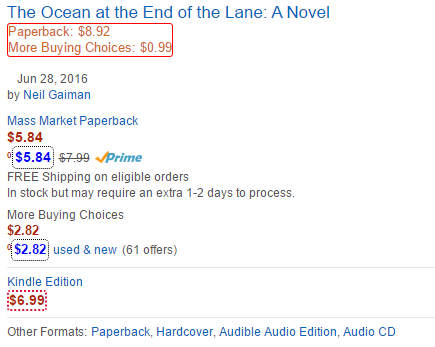 The Ocean at the End of the Lane: A Novel
Paperback: $8.92
More Buying Choices: $0.99
Jun 28, 2016
by Neil Gaiman
Mass Market Paperback
$5.84
0 $5.84 $7.99 Prime
FREE Shipping on eligible orders
In stock but may require an extra 1-2 days to process.
More Buying Choices
$2.82
0 $2.82 used & new (61 offers)
Kindle Edition
$6.99
Other Formats: Paperback, Hardcover, Audible Audio Edition, Audio CD